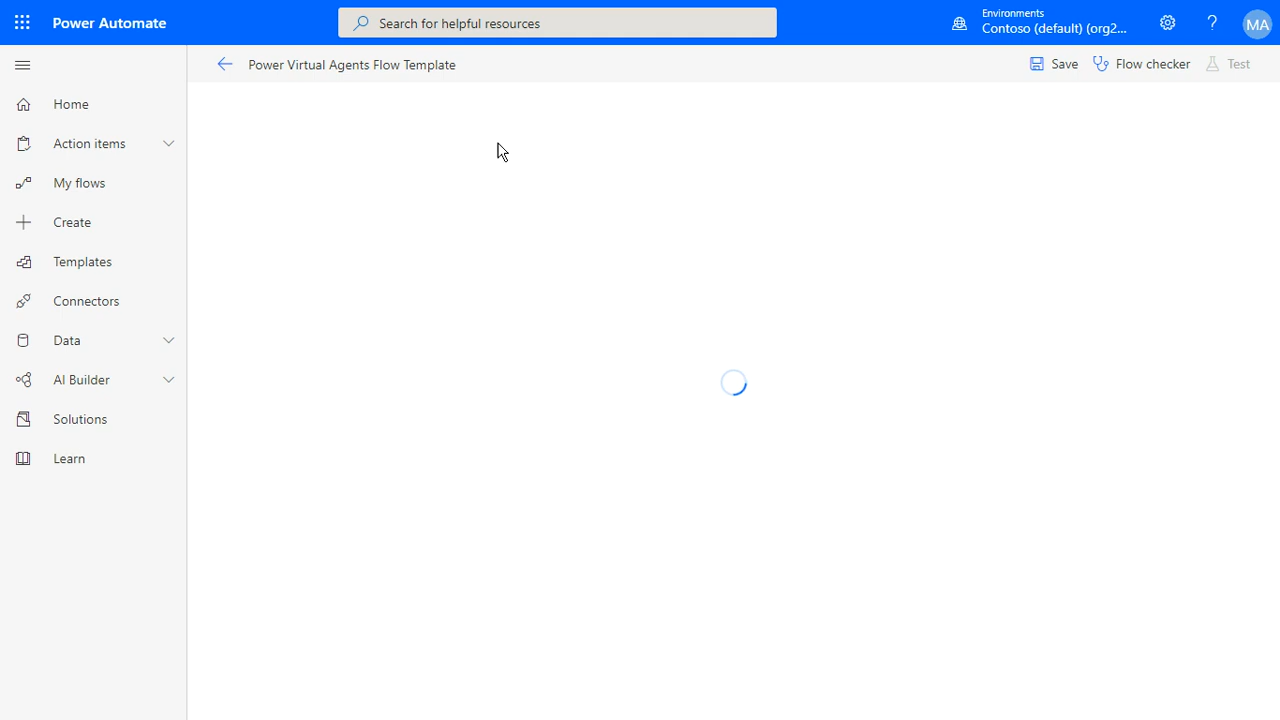 Power Automate
Search for helpful resources
Environments
Contoso (default) (org2...
MA
Power Virtual Agents Flow Template
Save
Flow checker
Test
Home
Action items
My flows
Create
Templates
Connectors
Data
AI Builder
Solutions
Learn